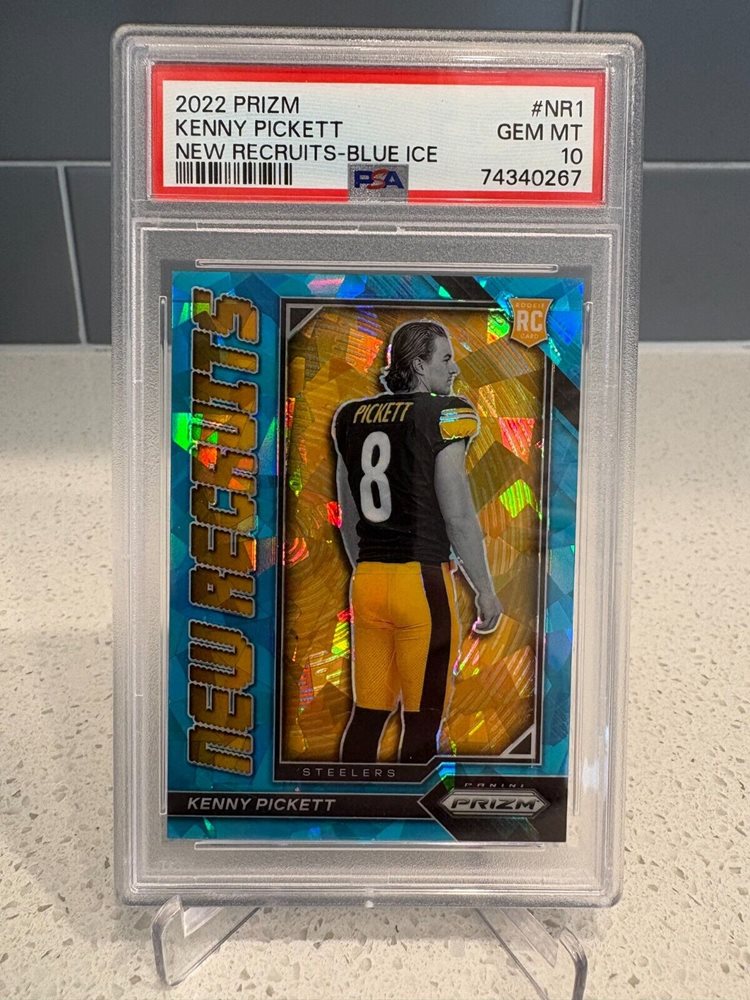 2022 PRIZM #NR1
KENNY PICKETT GEM MT
NEW RECRUITS-BLUE ICE 10
PSA 74340267
NEW RECRUITS
ROOKIE
RC
CARD
PICKETT
8
STEELERS
KENNY PICKETT
PANINI
PRIZM